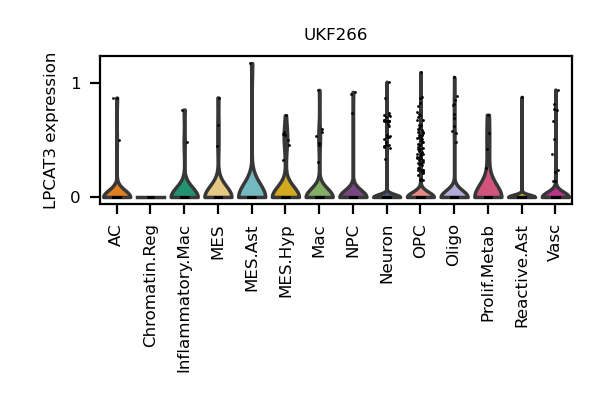 UKF266
LPCAT3 expression
1
0
AC
Chromatin.Reg
Inflammatory.Mac
MES
MES.Ast
MES.Hyp
Mac
NPC
Neuron
OPC
Oligo
Prolif.Metab
Reactive.Ast
Vasc